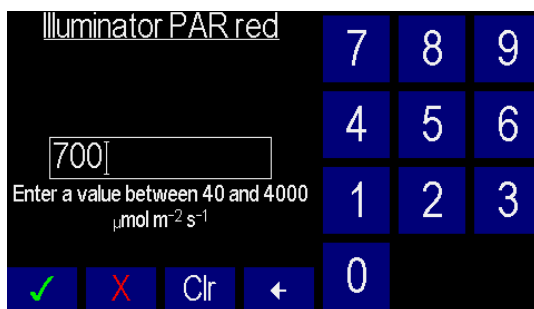 Illuminator PAR red
7 8 9
4 5 6
700
Enter a value between 40 and 4000
μmol m⁻² s⁻¹
1 2 3
0
✓ X Clr ←